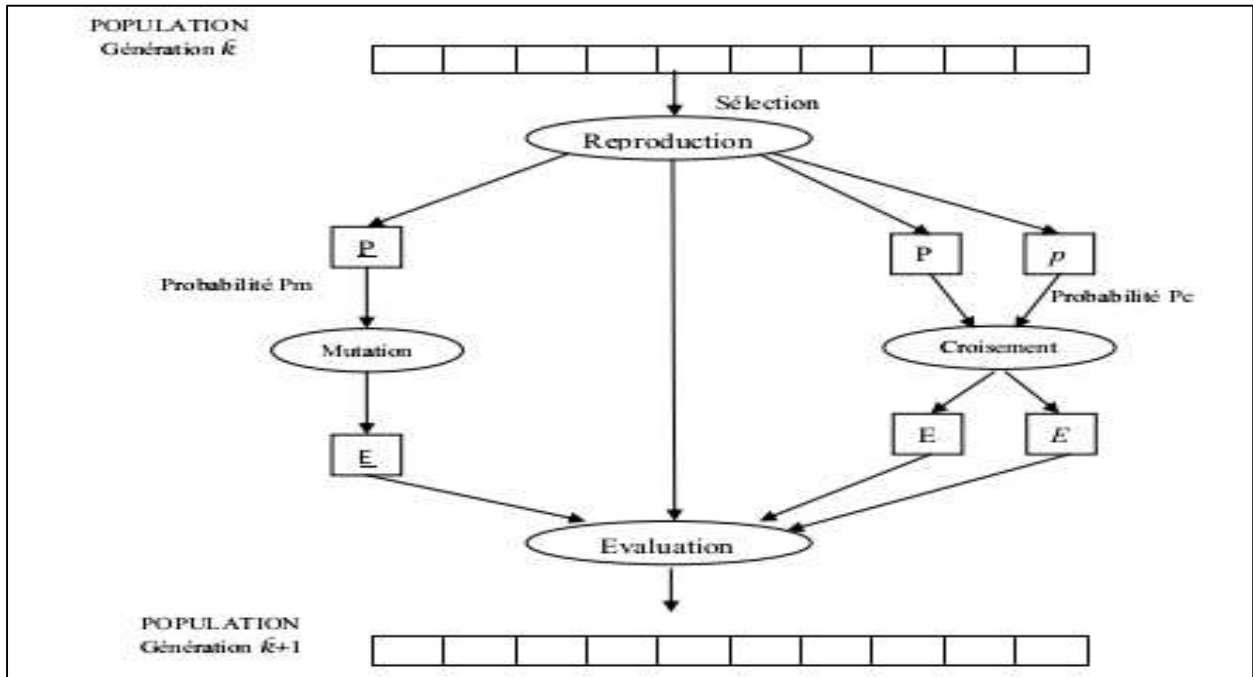 POPULATION
Génération k
Sélection
Reproduction
P
P
p
Probabilité Pm
Probabilité Pc
Mutation
Croisement
E
E
E
Evaluation
POPULATION
Génération k+1